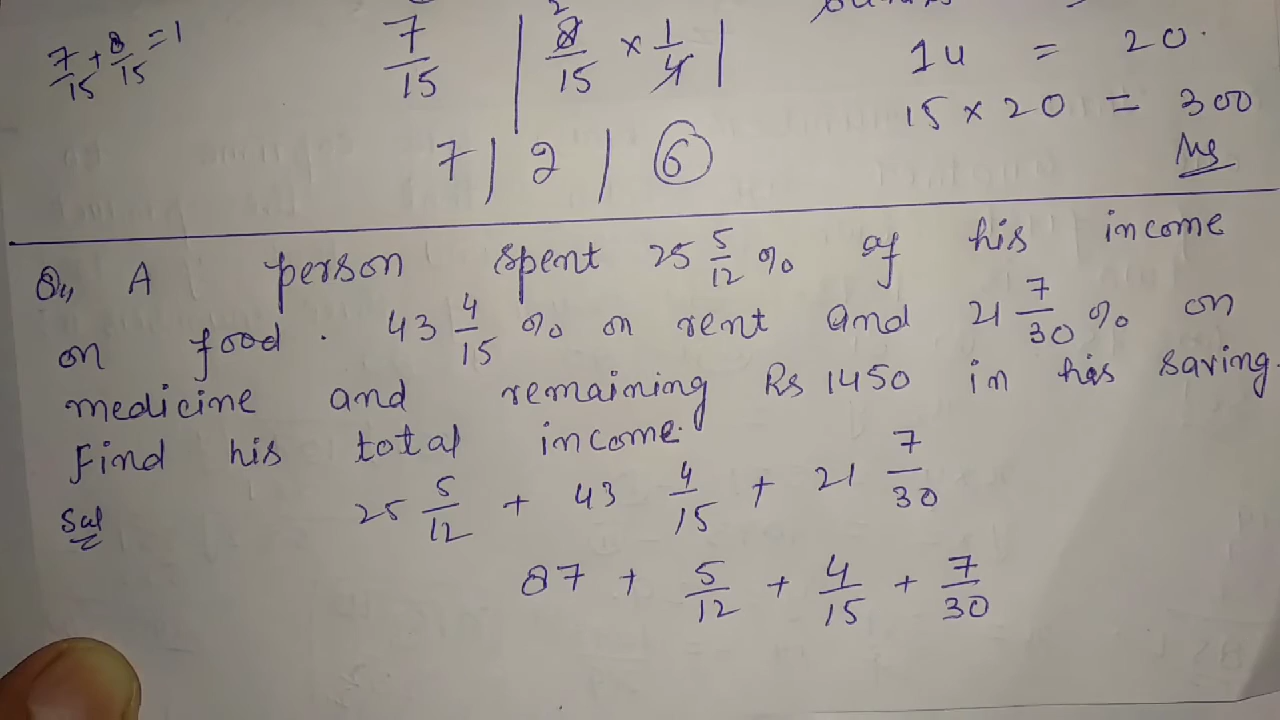 7/15 + 8/15 = 1
7/15 | 8/15 × 1/4 |
2
1u = 20.
15 × 20 = 300
Ans
7 | 2 | 6
Q, A person spent 25 5/12 % of his income
on food. 43 4/15 % on rent and 21 7/30 % on
medicine and remaining Rs 1450 in his saving.
Find his total income.
Sol 25 5/12 + 43 4/15 + 21 7/30
87 + 5/12 + 4/15 + 7/30